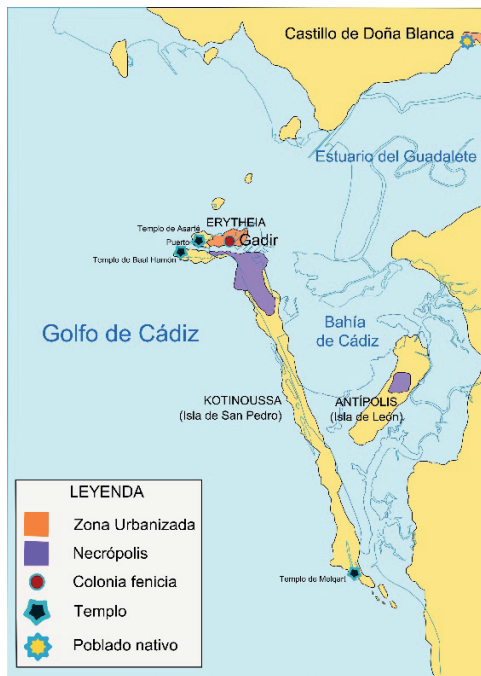 Castillo de Doña Blanca
Estuario del Guadalete
ERYTHEIA
Templo de Asarté
Puerto
Gadir
Templo de Baal Hamón
Golfo de Cádiz
Bahía
de Cádiz
KOTINOUSSA
(Isla de San Pedro)
ANTÍPOLIS
(Isla de León)
Templo de Melqart
LEYENDA
Zona Urbanizada
Necrópolis
Colonia fenicia
Templo
Poblado nativo